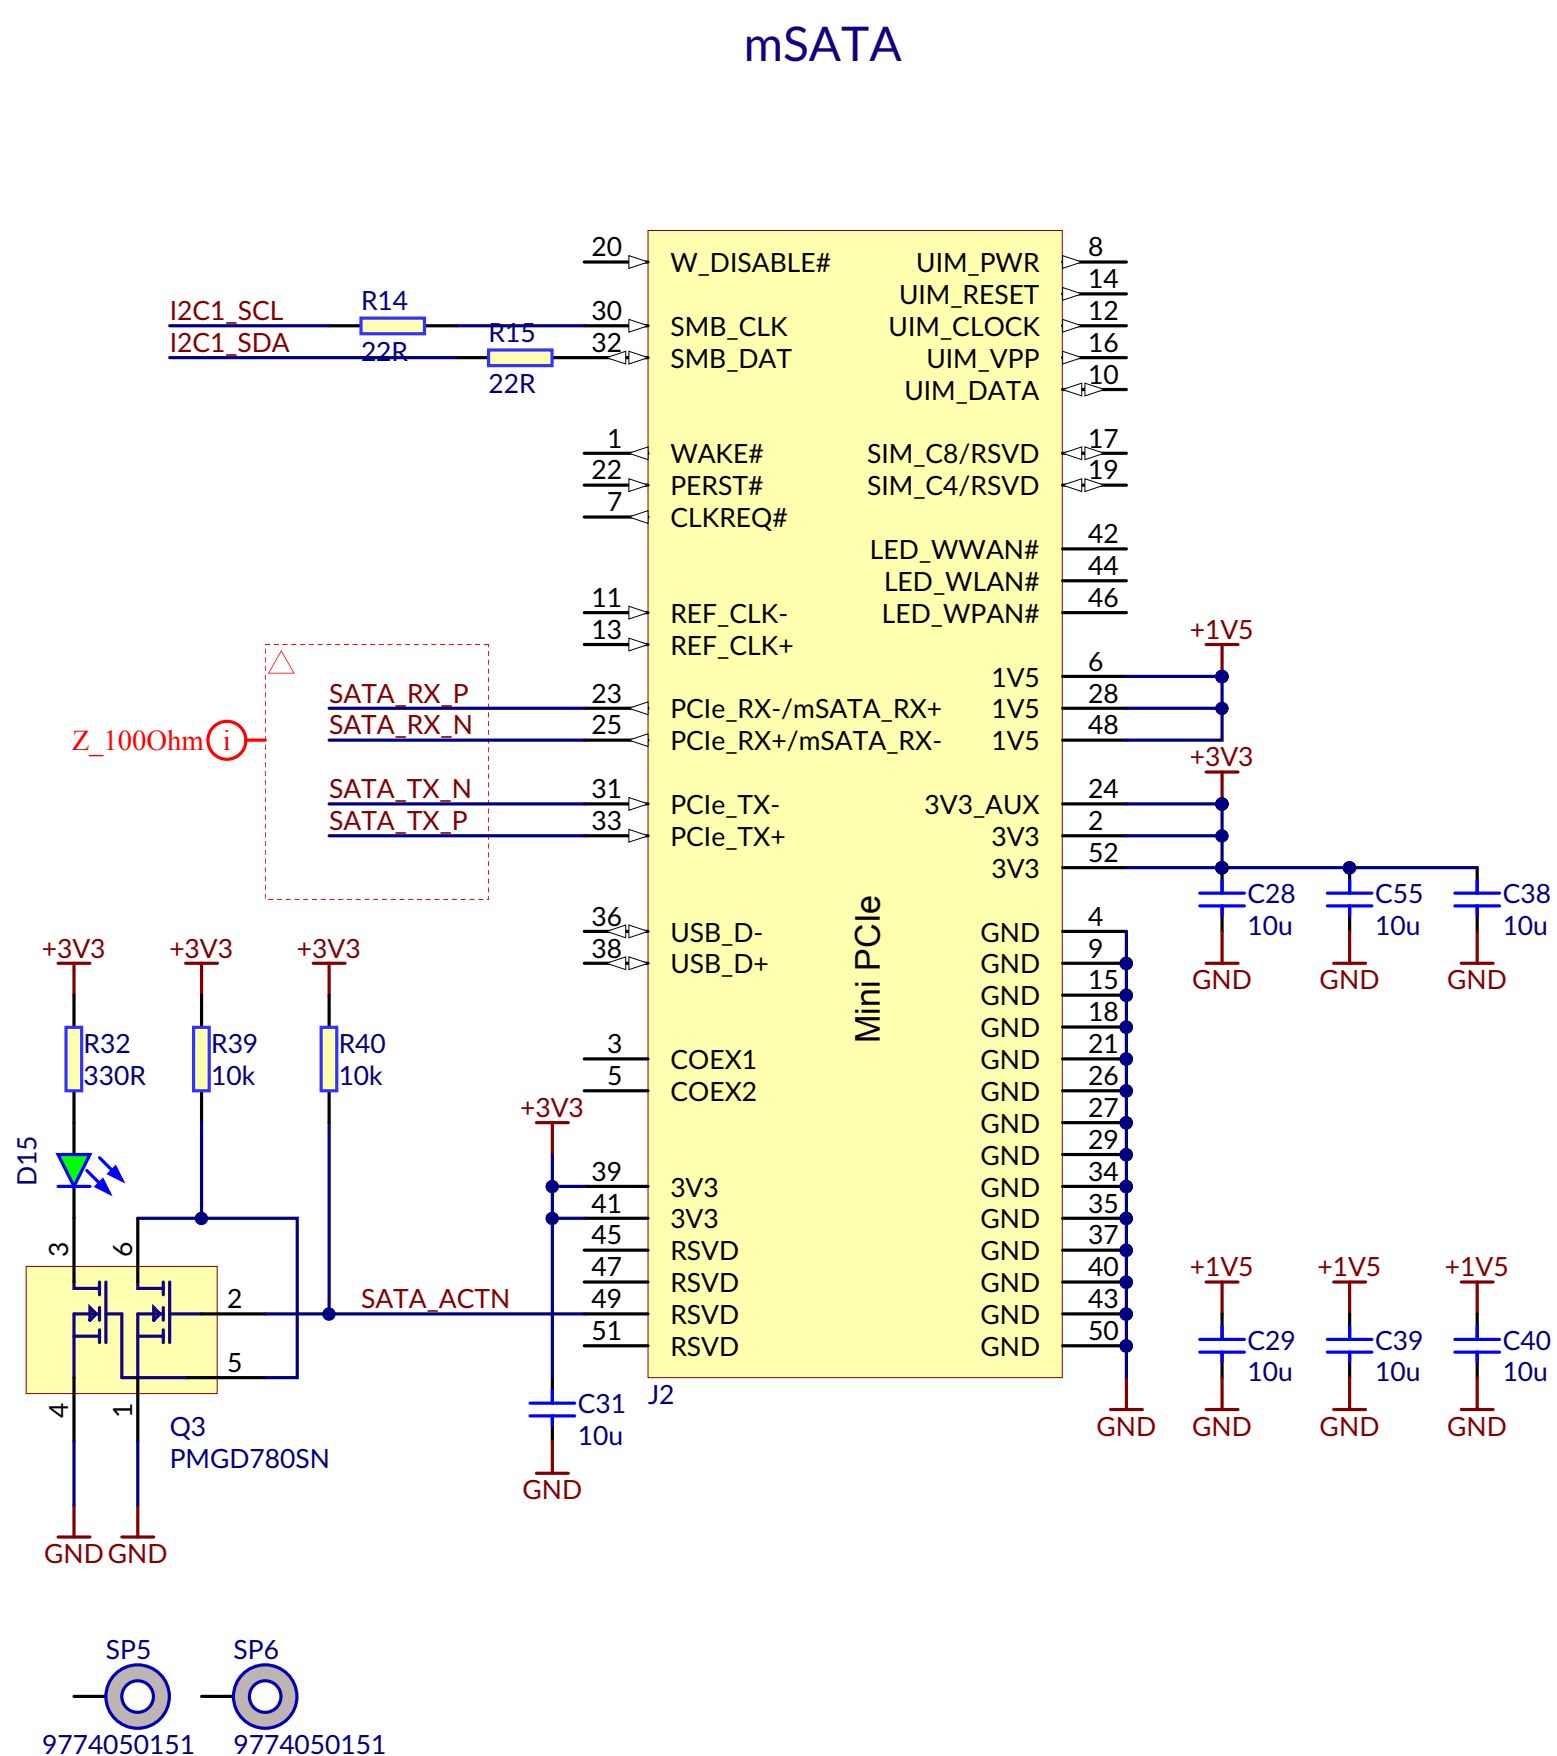 mSATA
20 W_DISABLE# UIM_PWR 8
UIM_RESET 14
I2C1_SCL R14 22R 30 SMB_CLK UIM_CLOCK 12
I2C1_SDA R15 22R 32 SMB_DAT UIM_VPP 16
UIM_DATA 10
1 WAKE# SIM_C8/RSVD 17
22 PERST# SIM_C4/RSVD 19
7 CLKREQ#
LED_WWAN# 42
LED_WLAN# 44
11 REF_CLK- LED_WPAN# 46
13 REF_CLK+
+1V5
1V5 6
SATA_RX_P 23 PCIe_RX-/mSATA_RX+ 1V5 28
Z_100Ohm i SATA_RX_N 25 PCIe_RX+/mSATA_RX- 1V5 48
+3V3
SATA_TX_N 31 PCIe_TX- 3V3_AUX 24
SATA_TX_P 33 PCIe_TX+ 3V3 2
3V3 52
C28 C55 C38
10u 10u 10u
GND GND GND
Mini PCIe
36 USB_D- GND 4
38 USB_D+ GND 9
GND 15
GND 18
3 COEX1 GND 21
5 COEX2 GND 26
GND 27
GND 29
+3V3
39 3V3 GND 34
41 3V3 GND 35
45 RSVD GND 37
47 RSVD GND 40
SATA_ACTN 49 RSVD GND 43
51 RSVD GND 50
J2
GND
+3V3 +3V3 +3V3
R32 R39 R40
330R 10k 10k
D15
3 6
2
5
4 1
Q3
PMGD780SN
GND GND
C31
10u
GND
+1V5 +1V5 +1V5
C29 C39 C40
10u 10u 10u
GND GND GND
SP5 SP6
9774050151 9774050151